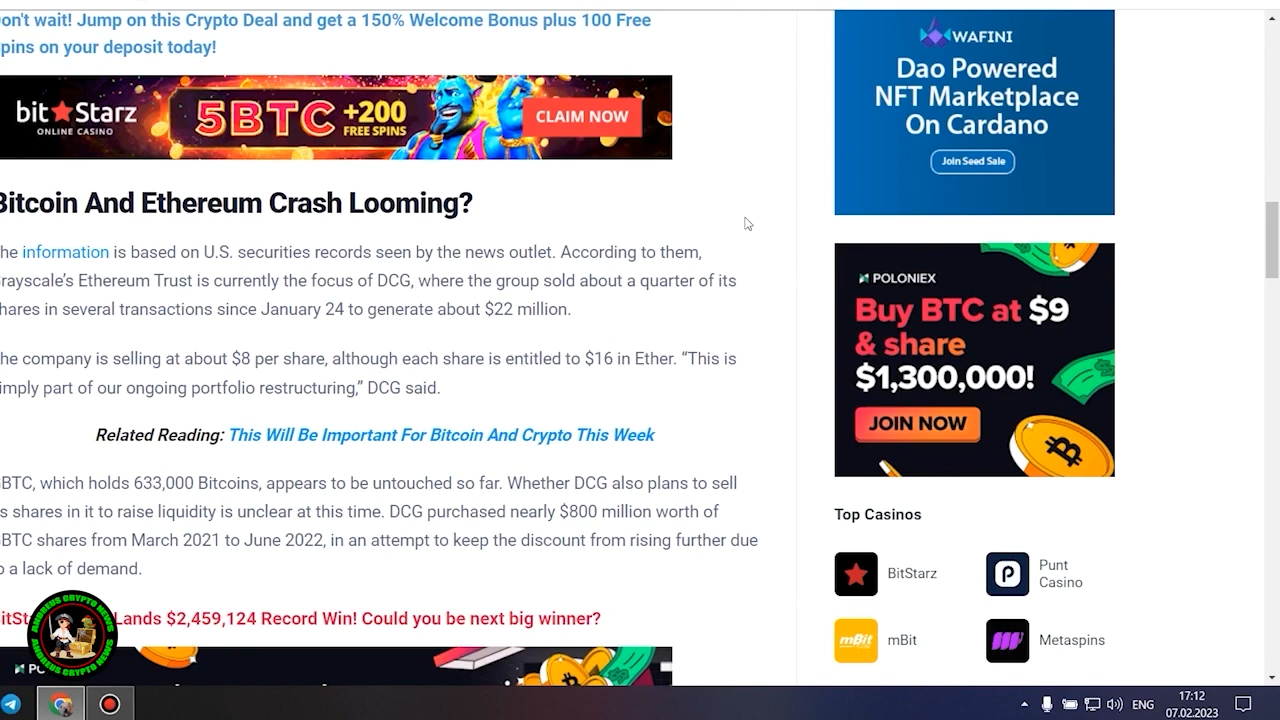 on't wait! Jump on this Crypto Deal and get a 150% Welcome Bonus plus 100 Free
pins on your deposit today!
bit★Starz
ONLINE CASINO
5BTC
+200
FREE SPINS
CLAIM NOW
Bitcoin And Ethereum Crash Looming?
he information is based on U.S. securities records seen by the news outlet. According to them,
rayscale's Ethereum Trust is currently the focus of DCG, where the group sold about a quarter of its
hares in several transactions since January 24 to generate about $22 million.
he company is selling at about $8 per share, although each share is entitled to $16 in Ether. “This is
imply part of our ongoing portfolio restructuring,” DCG said.
Related Reading: This Will Be Important For Bitcoin And Crypto This Week
BTC, which holds 633,000 Bitcoins, appears to be untouched so far. Whether DCG also plans to sell
s shares in it to raise liquidity is unclear at this time. DCG purchased nearly $800 million worth of
BTC shares from March 2021 to June 2022, in an attempt to keep the discount from rising further due
o a lack of demand.
itSt Lands $2,459,124 Record Win! Could you be next big winner?
ANDREUS CRYPTO NEWS
ANDREUS CRYPTO NEWS
WAFINI
Dao Powered
NFT Marketplace
On Cardano
Join Seed Sale
POLONIEX
Buy BTC at $9
& share
$1,300,000!
JOIN NOW
Top Casinos
BitStarz
Punt
Casino
mBit
mBit
Metaspins
ENG
17:12
07.02.2023